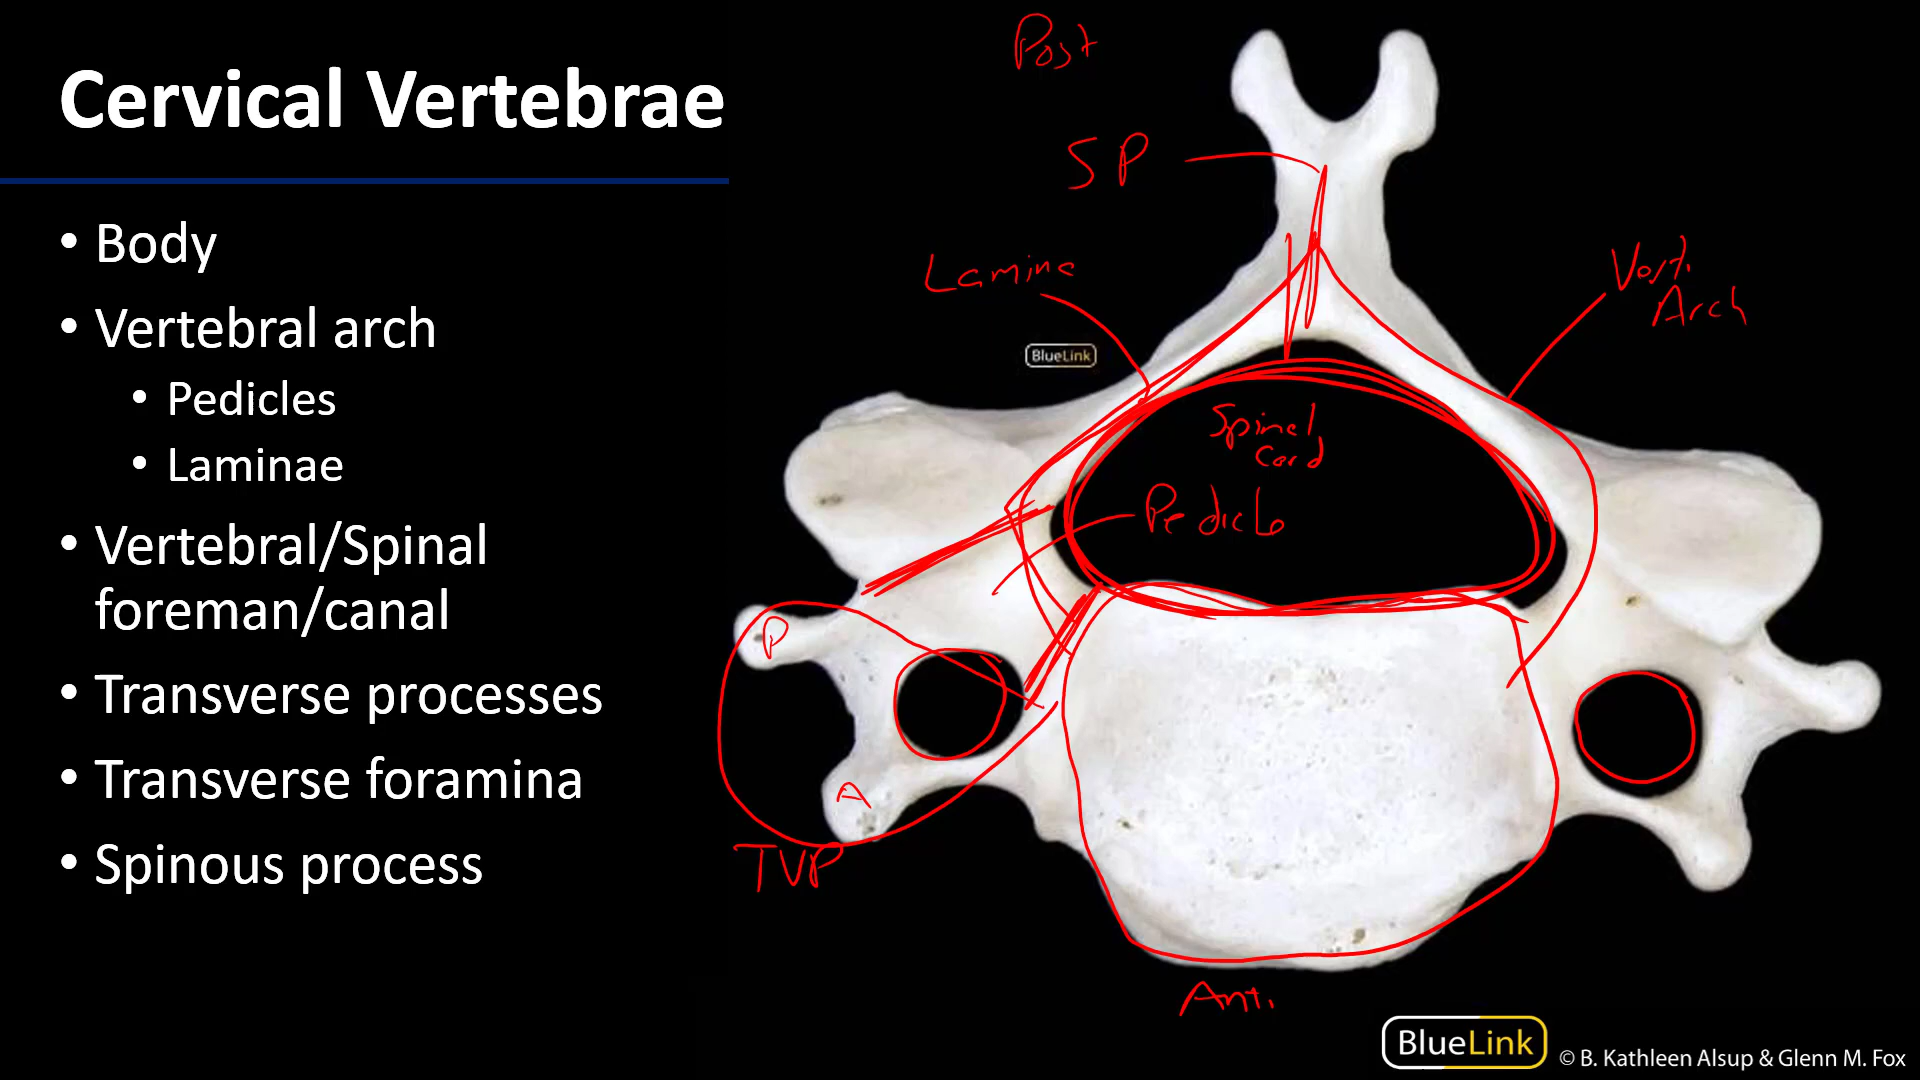 Cervical Vertebrae
• Body
• Vertebral arch
• Pedicles
• Laminae
• Vertebral/Spinal
foreman/canal
• Transverse processes
• Transverse foramina
• Spinous process
Post
SP
Lamina
Vert.
Arch
BlueLink
Spinal
Cord
Pedicle
P
A
TVP
Ant.
BlueLink
© B. Kathleen Alsup & Glenn M. Fox